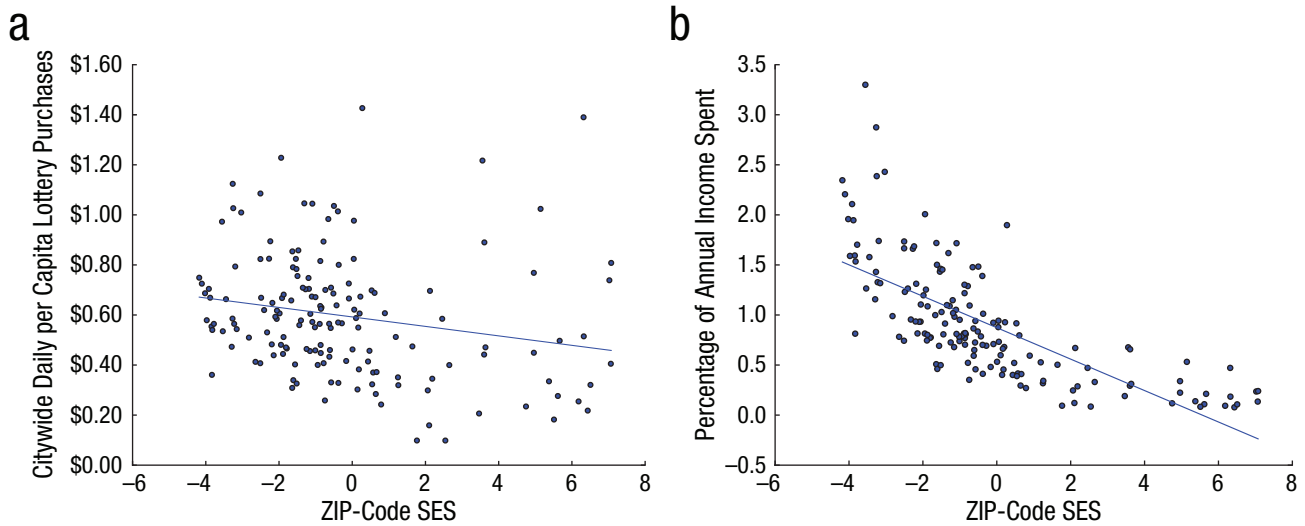 a
Citywide Daily per Capita Lottery Purchases
$1.60
$1.40
$1.20
$1.00
$0.80
$0.60
$0.40
$0.20
$0.00
–6 –4 –2 0 2 4 6 8
ZIP-Code SES
b
Percentage of Annual Income Spent
3.5
3.0
2.5
2.0
1.5
1.0
0.5
0.0
–0.5
–6 –4 –2 0 2 4 6 8
ZIP-Code SES